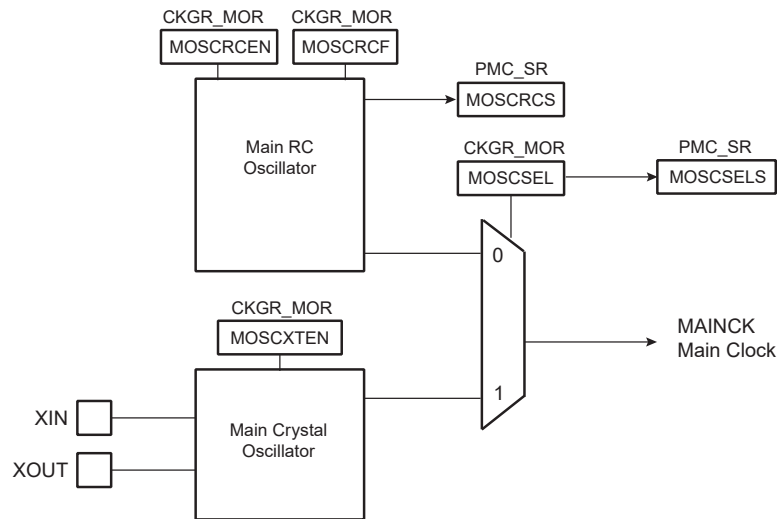 CKGR_MOR CKGR_MOR
MOSCRCEN MOSCRCF
PMC_SR
MOSCRCS
Main RC
Oscillator
CKGR_MOR PMC_SR
MOSCSEL MOSCSELS
0
CKGR_MOR
MOSCXTEN
MAINCK
Main Clock
1
XIN
Main Crystal
Oscillator
XOUT